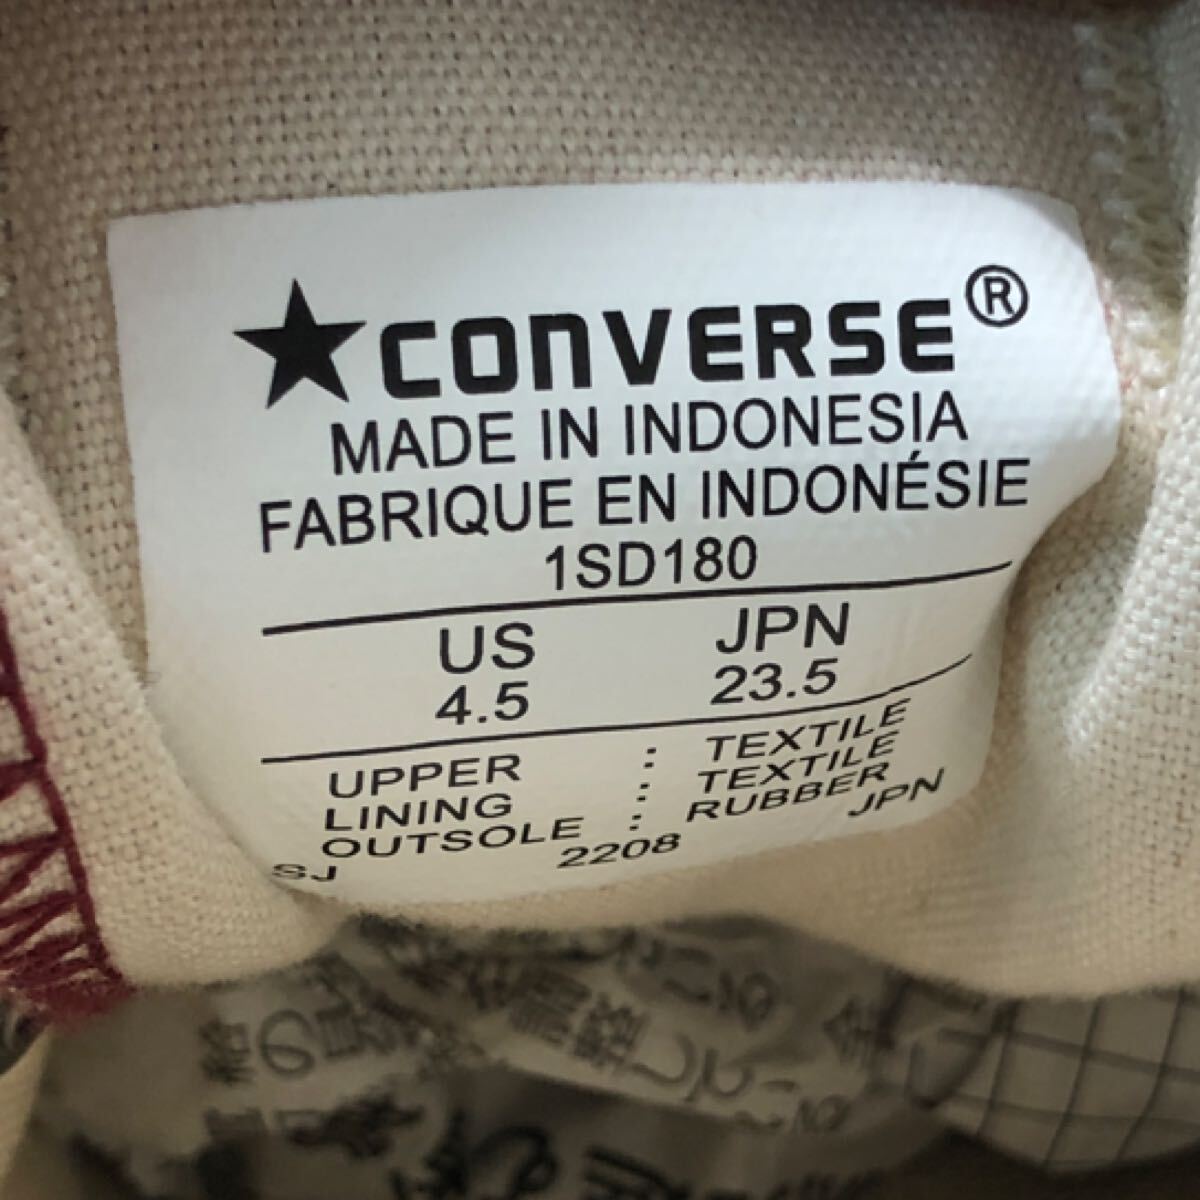 ★CONVERSE®
MADE IN INDONESIA
FABRIQUE EN INDONÉSIE
1SD180
US JPN
4.5 23.5
UPPER : TEXTILE
LINING : TEXTILE
OUTSOLE : RUBBER
SJ 2208 JPN